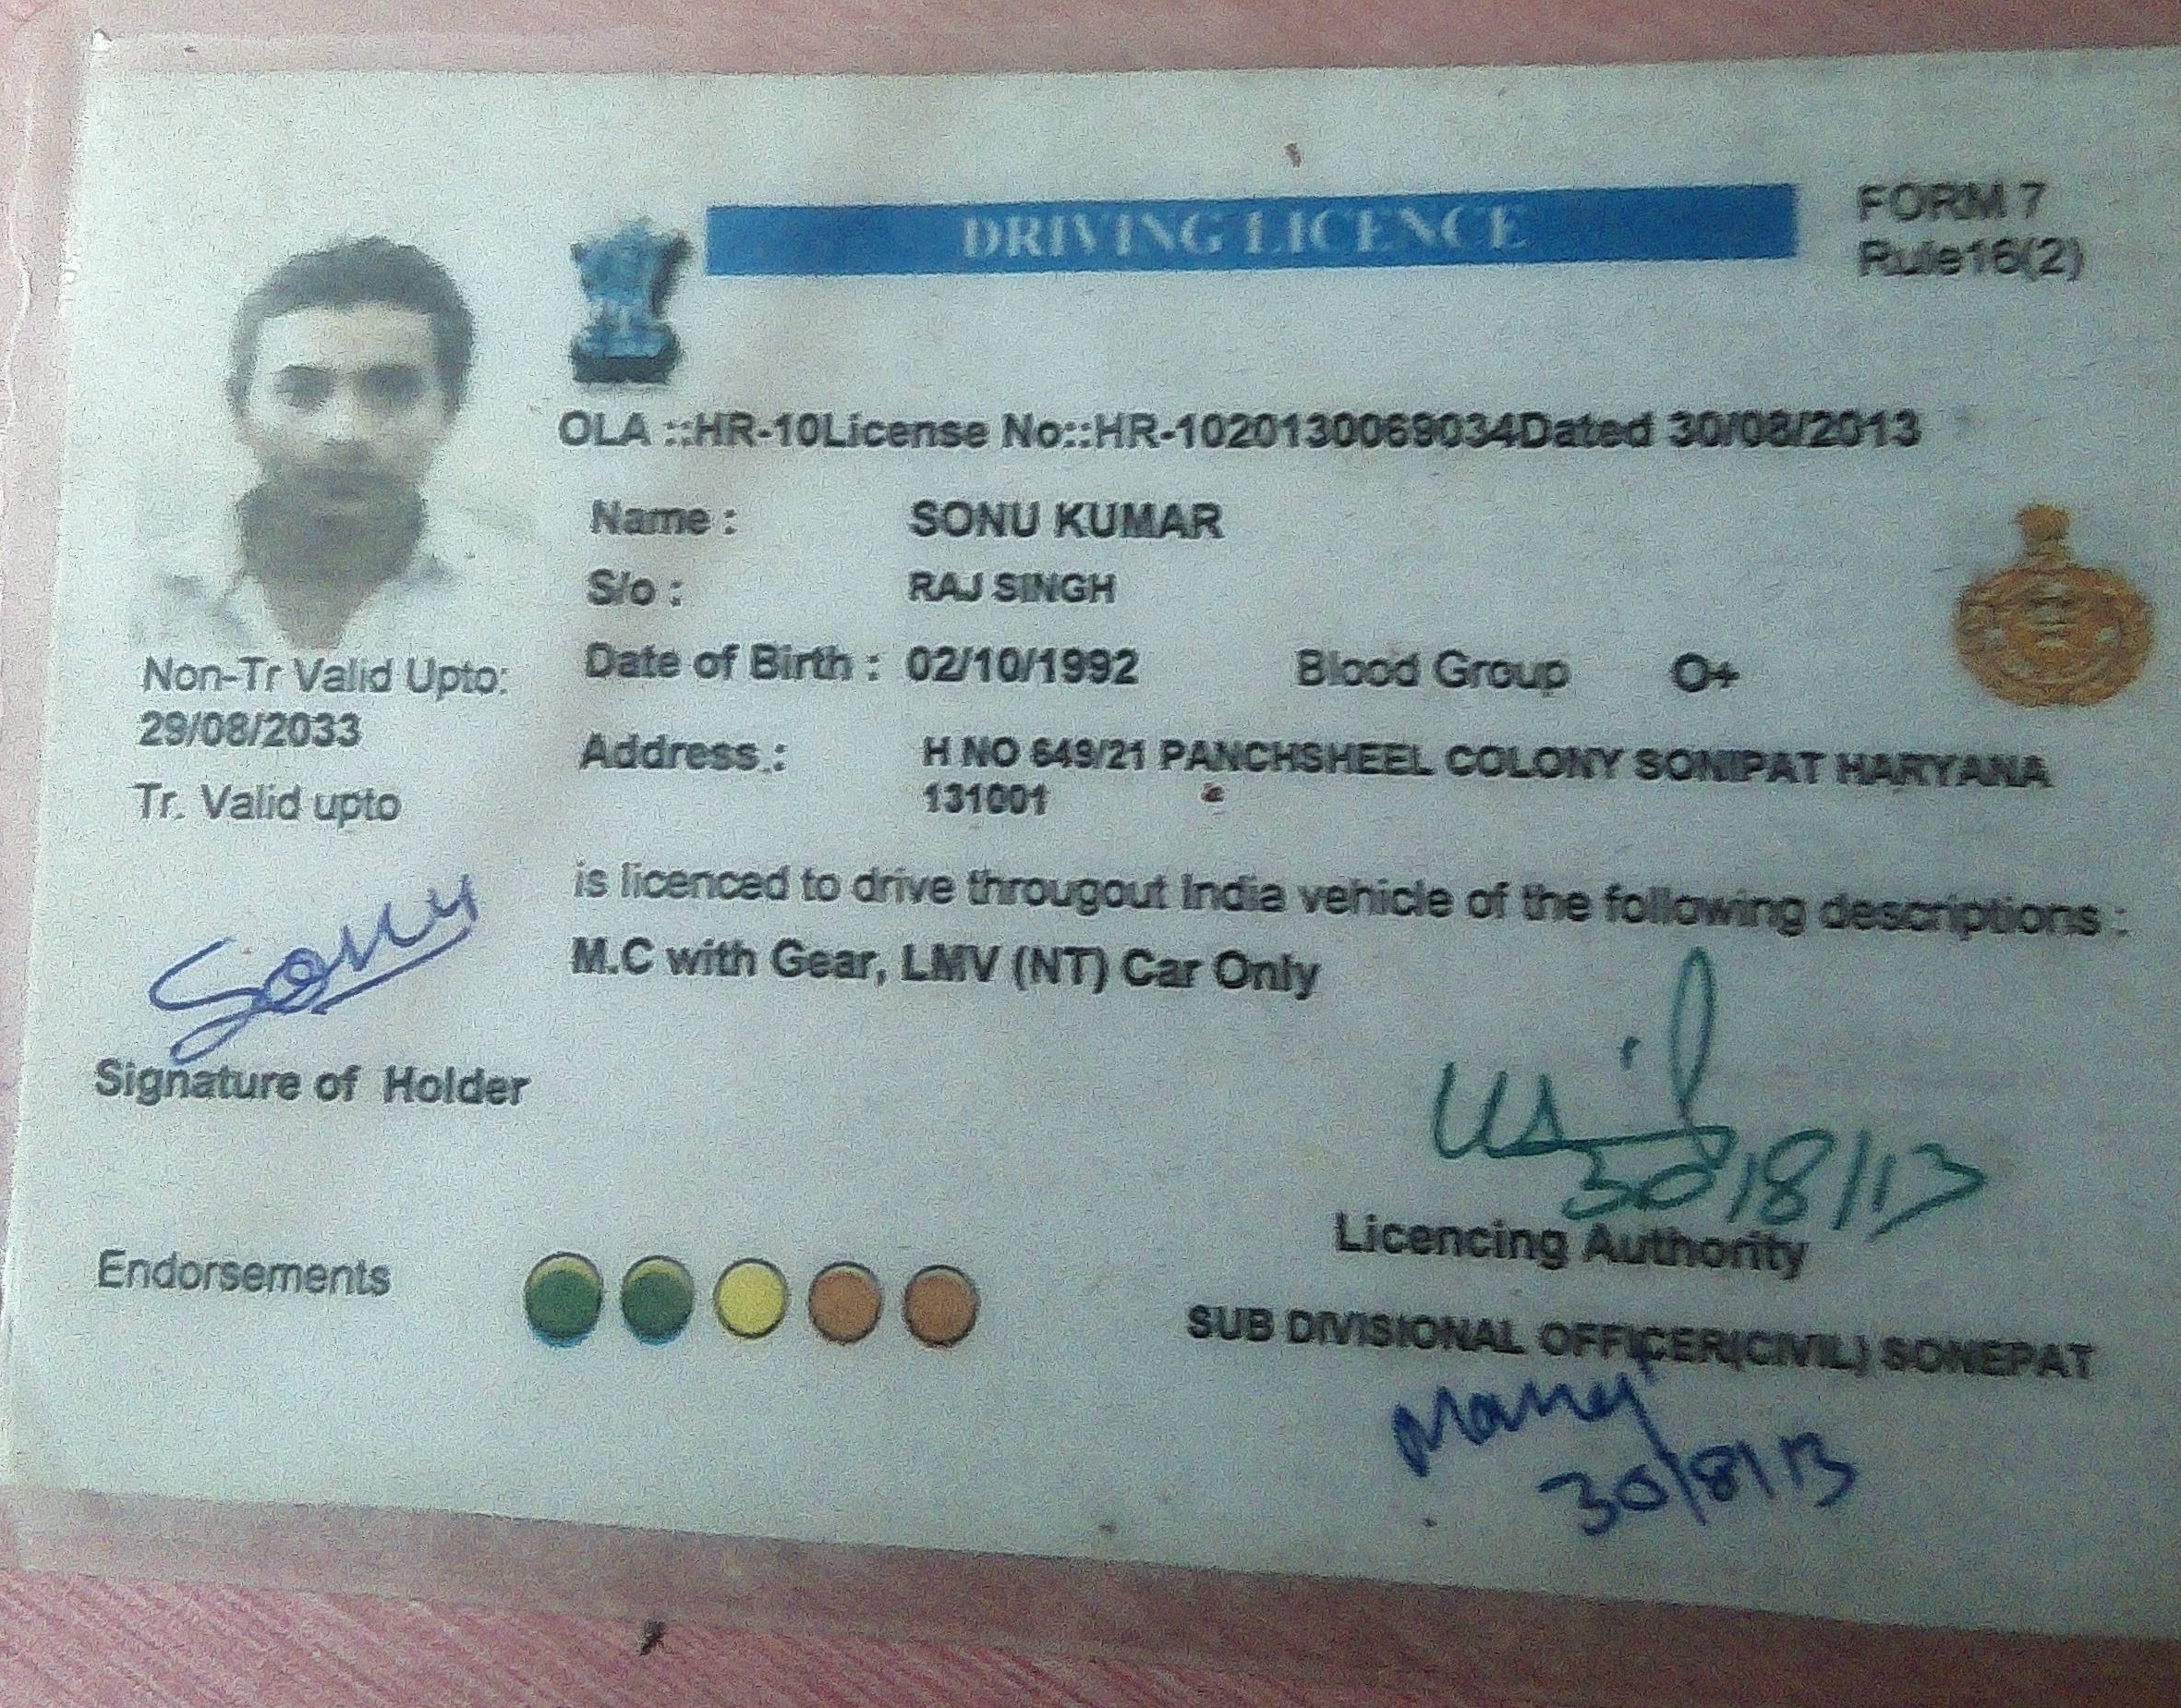 DRIVING LICENCE
FORM 7
Rule16(2)
OLA ::HR-10License No::HR-1020130069034Dated 30/08/2013
Name : SONU KUMAR
S/o : RAJ SINGH
Date of Birth : 02/10/1992 Blood Group O+
Address.: H NO 649/21 PANCHSHEEL COLONY SONIPAT HARYANA
131001
Non-Tr Valid Upto:
29/08/2033
Tr. Valid upto
is licenced to drive througout India vehicle of the following descriptions :
M.C with Gear, LMV (NT) Car Only
Sonu
Signature of Holder
30/8/13
Licencing Authority
Endorsements
SUB DIVISIONAL OFFICER(CIVIL) SONEPAT
30/8/13